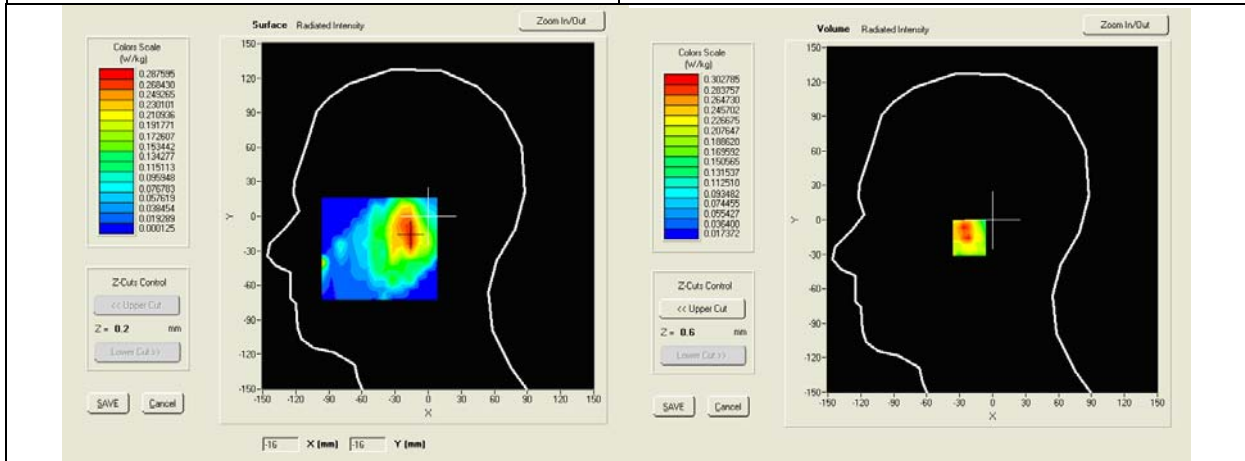 Surface Radiated Intensity
Zoom In/Out
Colors Scale
(W/kg)
0.287595
0.268430
0.249265
0.230101
0.210936
0.191771
0.172607
0.153442
0.134277
0.115113
0.095948
0.076783
0.057619
0.038454
0.019289
0.000125
Z-Cuts Control
<< Upper Cut
Z = 0.2 mm
Lower Cut >>
SAVE Cancel
150
120
90
60
30
0
-30
-60
-90
-120
-150
Y
-150 -120 -90 -60 -30 0 30 60 90 120 150
X
-16 X (mm) -16 Y (mm)
Volume Radiated Intensity
Zoom In/Out
Colors Scale
(W/kg)
0.302785
0.283757
0.264730
0.245702
0.226675
0.207647
0.188620
0.169592
0.150565
0.131537
0.112510
0.093482
0.074455
0.055427
0.036400
0.017372
Z-Cuts Control
<< Upper Cut
Z = 0.6 mm
Lower Cut >>
SAVE Cancel
150
120
90
60
30
0
-30
-60
-90
-120
-150
Y
-150 -120 -90 -60 -30 0 30 60 90 120 150
X